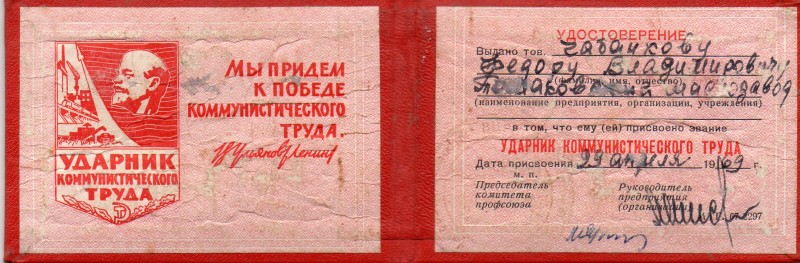 УДАРНИК
КОММУНИСТИЧЕСКОГО
ТРУДА
Мы придем
к победе
коммунистического
труда.
В. Ульянов (Ленин)
УДОСТОВЕРЕНИЕ
Выдано тов. Чабанкову
Федору Владимировичу
(фамилия, имя, отчество)
маслозавод
(наименование предприятия, организации, учреждения)
в том, что ему (ей) присвоено звание
УДАРНИК КОММУНИСТИЧЕСКОГО ТРУДА
Дата присвоения 29 апреля 1969 г.
м. п.
Председатель
комитета
профсоюза
Руководитель
предприятия
(организации)